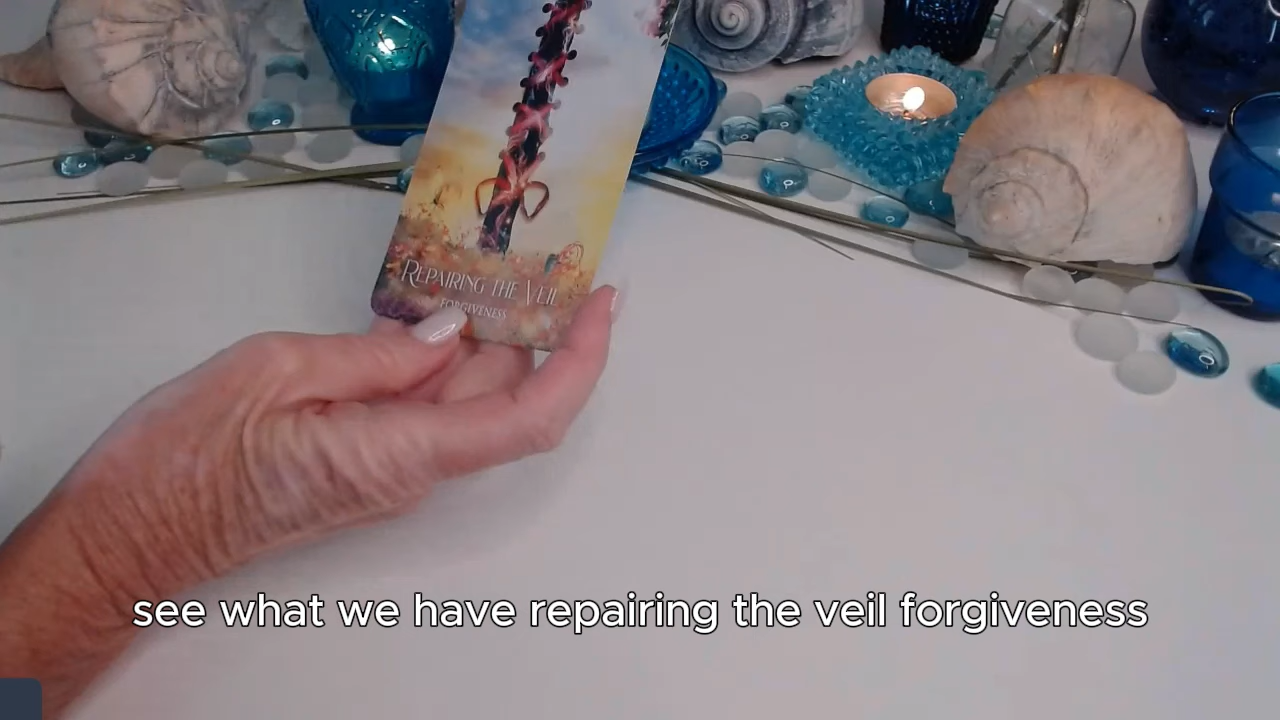 REPAIRING THE VEIL
FORGIVENESS
see what we have repairing the veil forgiveness